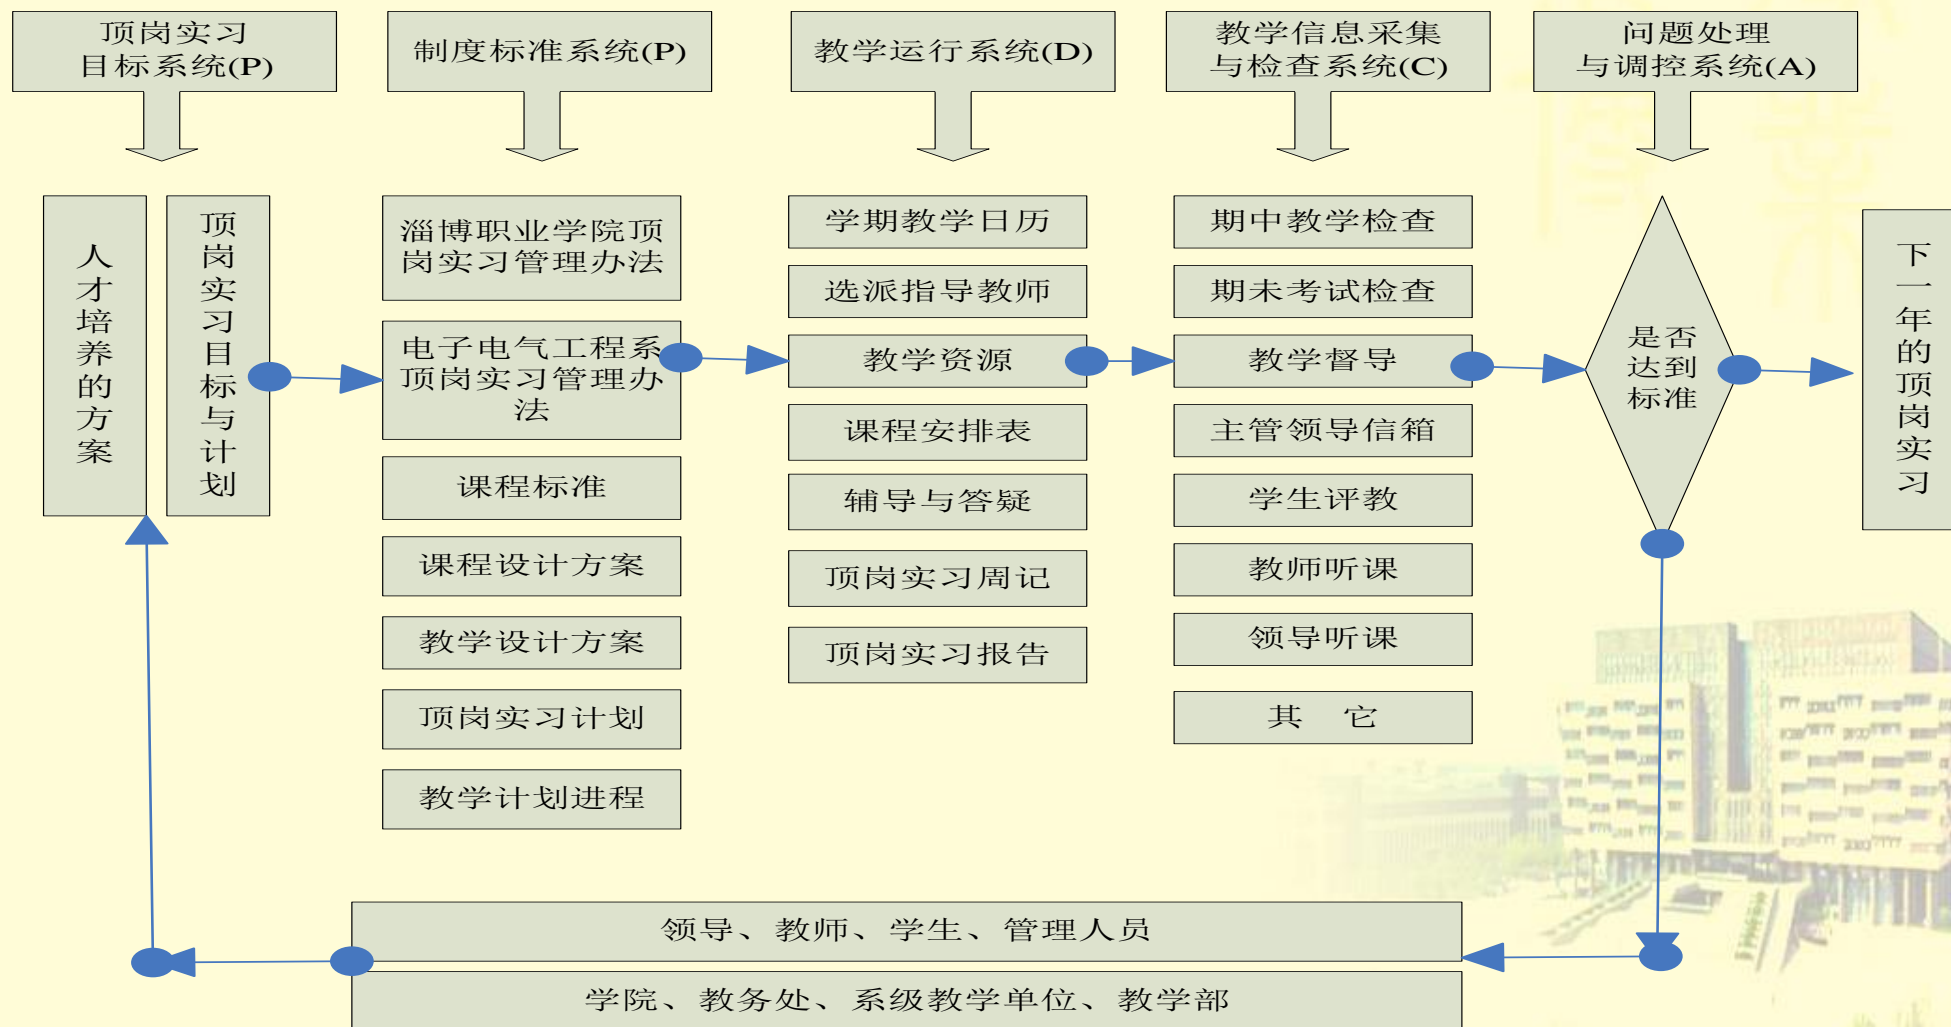 顶岗实习
目标系统(P)
制度标准系统(P)
教学运行系统(D)
教学信息采集
与检查系统(C)
问题处理
与调控系统(A)
人才培养的方案
顶岗实习目标与计划
淄博职业学院顶
岗实习管理办法
电子电气工程系
顶岗实习管理办
法
课程标准
课程设计方案
教学设计方案
顶岗实习计划
教学计划进程
学期教学日历
选派指导教师
教学资源
课程安排表
辅导与答疑
顶岗实习周记
顶岗实习报告
期中教学检查
期未考试检查
教学督导
主管领导信箱
学生评教
教师听课
领导听课
其 它
是否
达到
标准
下一年的顶岗实习
领导、教师、学生、管理人员
学院、教务处、系级教学单位、教学部